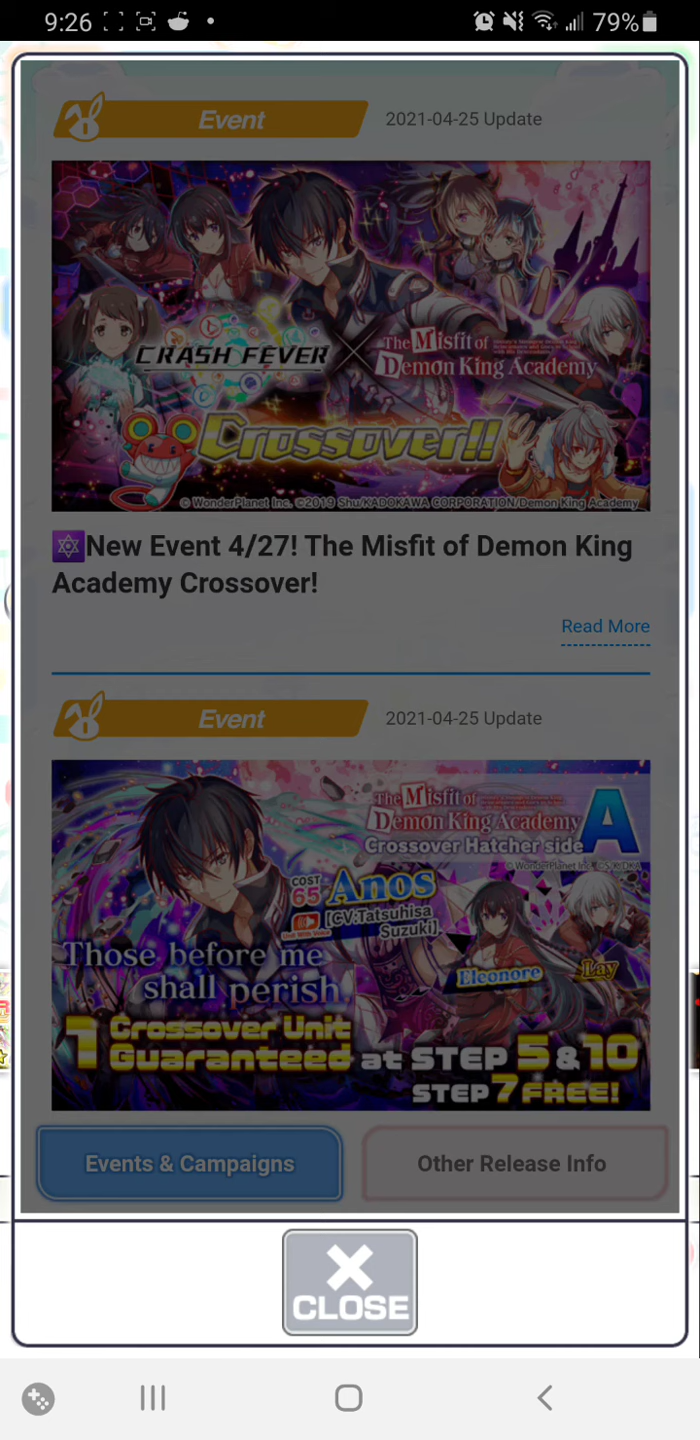 9:26
79%
Event
2021-04-25 Update
CRASH FEVER
The Misfit of
Demon King Academy
Crossover!!
© WonderPlanet Inc. ©2019 Shu/KADOKAWA CORPORATION/Demon King Academy
New Event 4/27! The Misfit of Demon King
Academy Crossover!
Read More
Event
2021-04-25 Update
The Misfit of
Demon King Academy
Crossover Hatcher side A
© WonderPlanet Inc. ©S/K/DKA
COST
65
Anos
[CV:Tatsuhisa
Suzuki]
Unit With Voice
Those before me
shall perish.
Eleonore
Lay
1 Crossover Unit
Guaranteed at STEP 5 & 10
STEP 7 FREE!
Events & Campaigns
Other Release Info
CLOSE